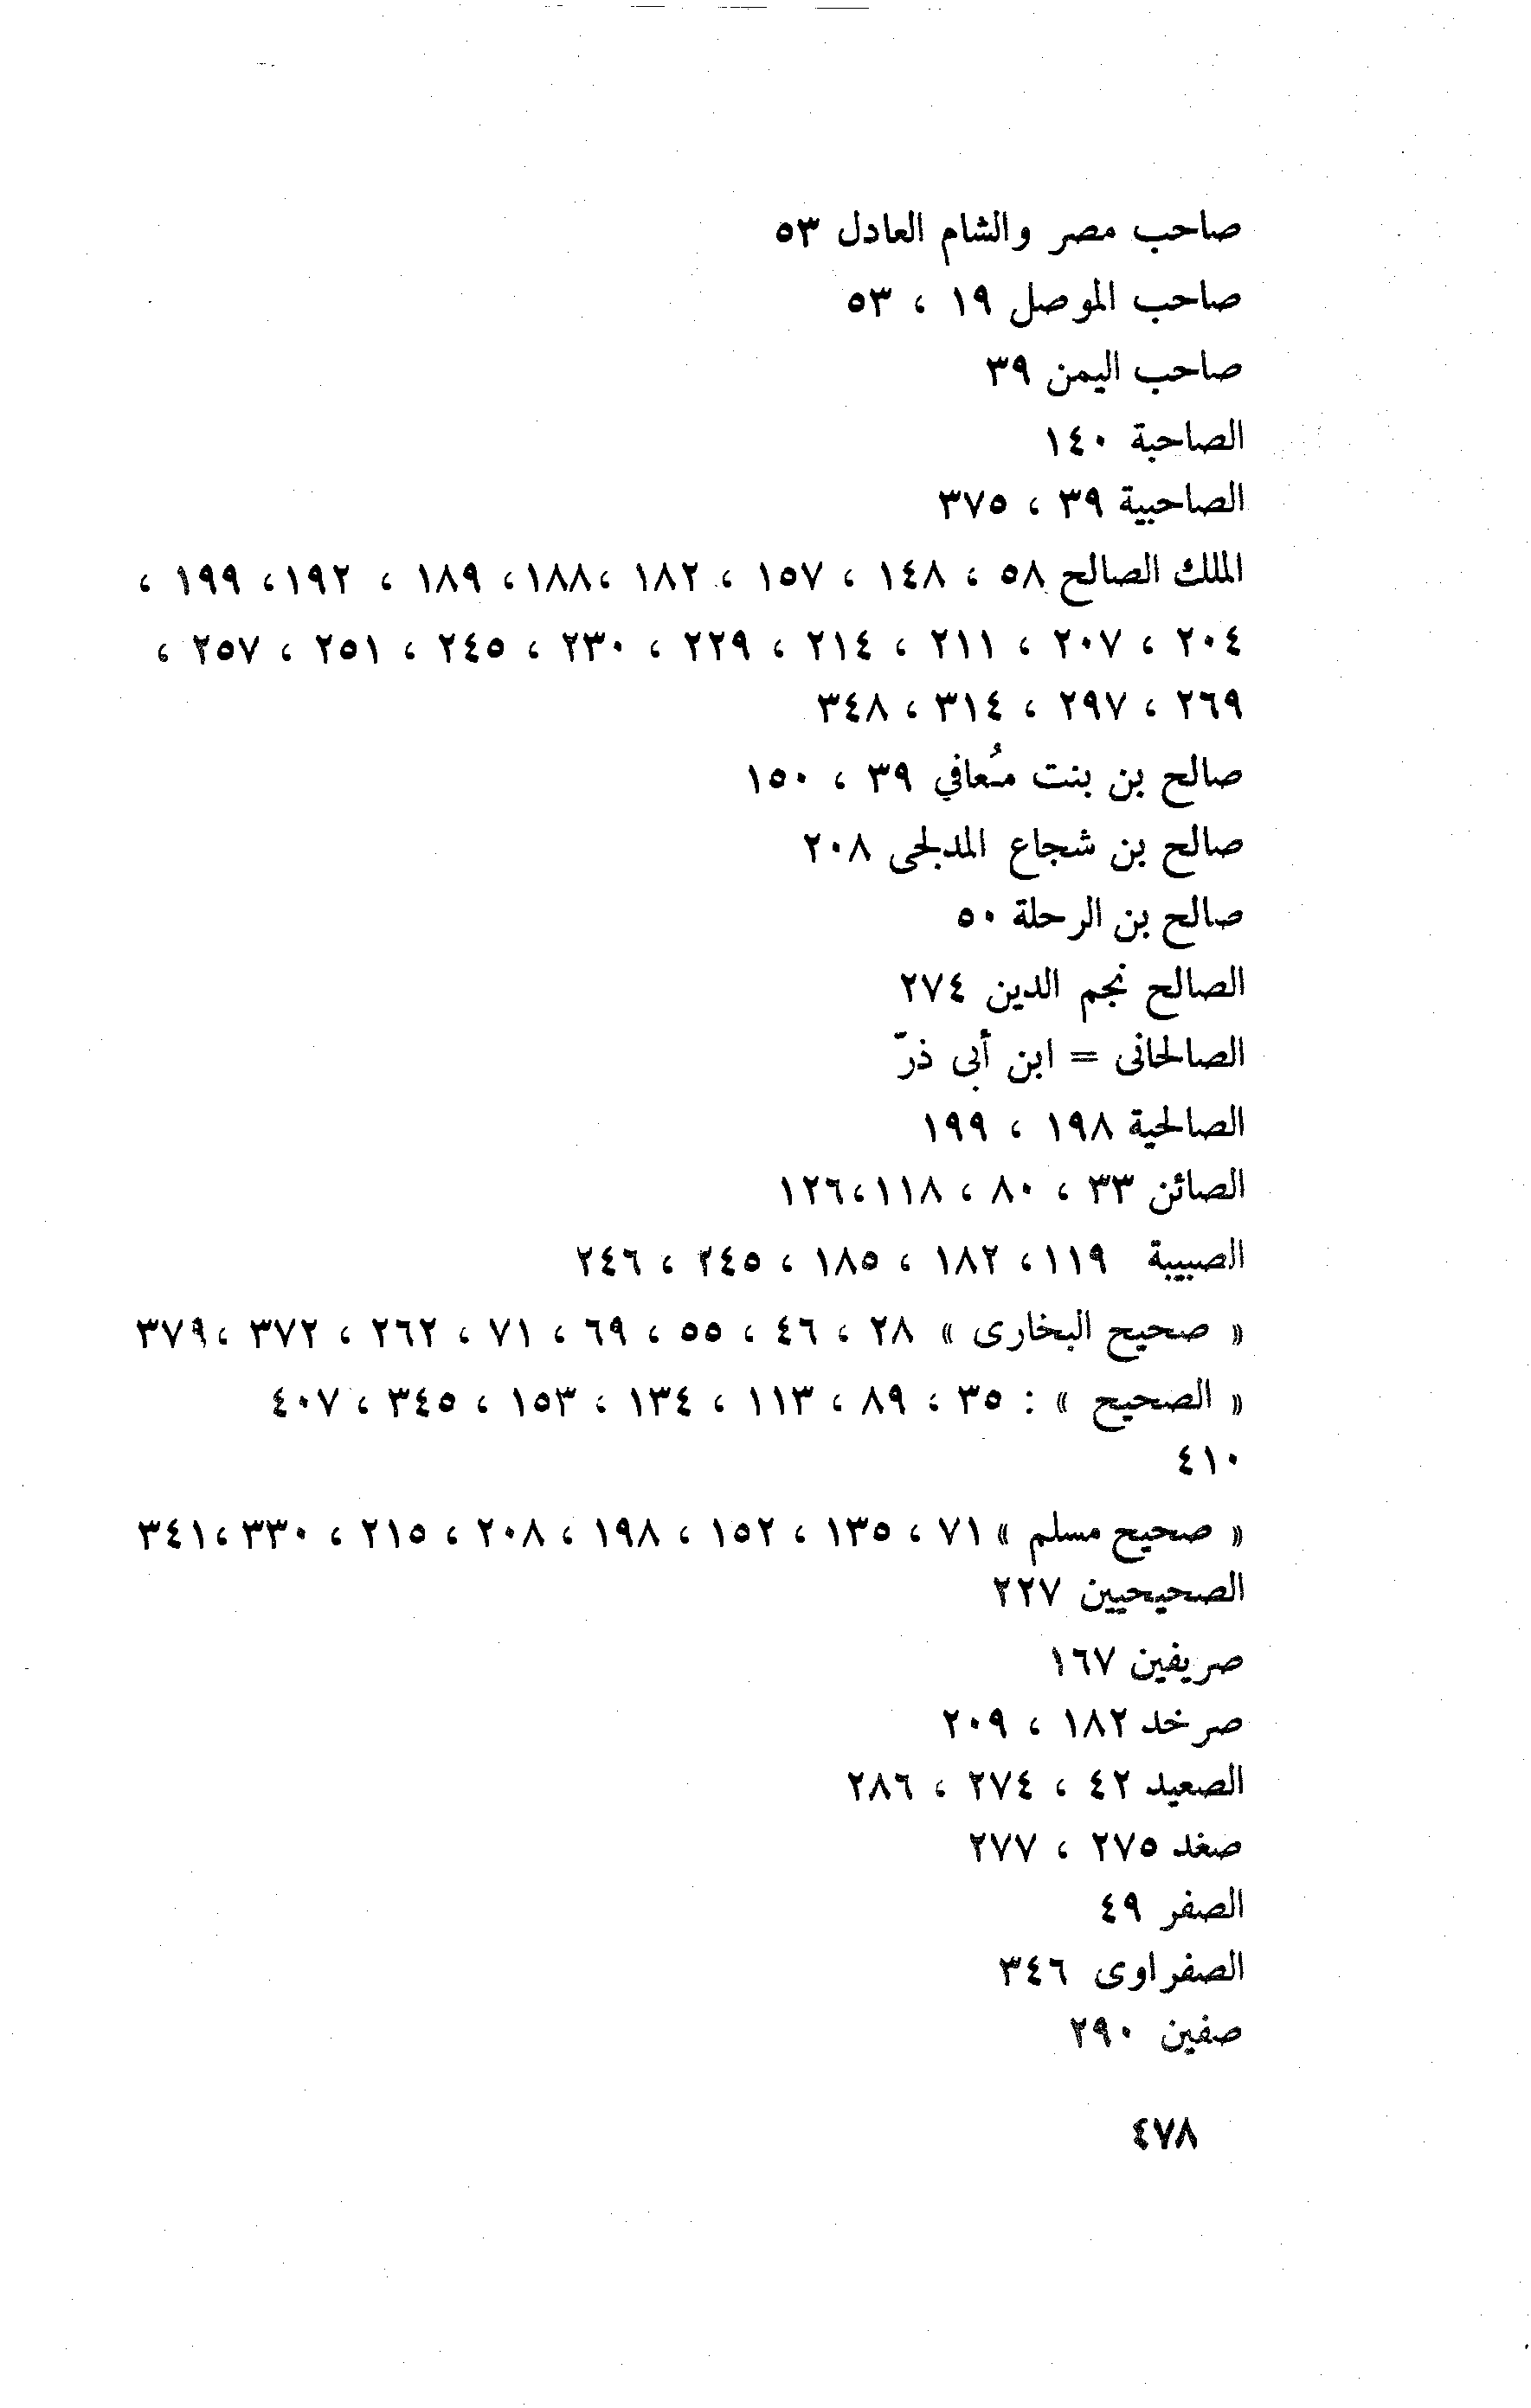 صاحب مصر والشام العادل ٥٣
صاحب الموصل ١٩ ، ٥٣
صاحب اليمن ٣٩
الصاحبة ١٤٠
الصاحبية ٣٩ ، ٣٧٥
الملك الصالح ٥٨ ، ١٤٨ ، ١٥٧ ، ١٨٢ ،١٨٨، ١٨٩ ، ١٩٢، ١٩٩ ،
٢٠٤ ، ٢٠٧ ، ٢١١ ، ٢١٤ ، ٢٢٩ ، ٢٣٠ ، ٢٤٥ ، ٢٥١ ، ٢٥٧ ،
٢٦٩ ، ٢٩٧ ، ٣١٤ ، ٣٤٨
صالح بن بنت مُعافي ٣٩ ، ١٥٠
صالح بن شجاع المدلجى ٢٠٨
صالح بن الرحلة ٥٠
الصالح نجم الدين ٢٧٤
الصالحانى = ابن أبى ذرّ
الصالحية ١٩٨ ، ١٩٩
الصائن ٣٣ ، ٨٠ ، ١١٨،١٢٦
الصبيبة ١١٩، ١٨٢ ، ١٨٥ ، ٢٤٥ ، ٢٤٦
« صحيح البخارى » ٢٨ ، ٤٦ ، ٥٥ ، ٦٩ ، ٧١ ، ٢٦٢ ، ٣٧٢ ،٣٧٩
« الصحيح » : ٣٥ ، ٨٩ ، ١١٣ ، ١٣٤ ، ١٥٣ ، ٣٤٥ ، ٤٠٧
٤١٠
« صحيح مسلم » ٧١ ، ١٣٥ ، ١٥٢ ، ١٩٨ ، ٢٠٨ ، ٢١٥ ، ٣٣٠ ،٣٤١
الصحيحيين ٢٢٧
صريفين ١٦٧
صرخد ١٨٢ ، ٢٠٩
الصعيد ٤٢ ، ٢٧٤ ، ٢٨٦
صغد ٢٧٥ ، ٢٧٧
الصفر ٤٩
الصفراوى ٣٤٦
صفين ٢٩٠
٤٧٨